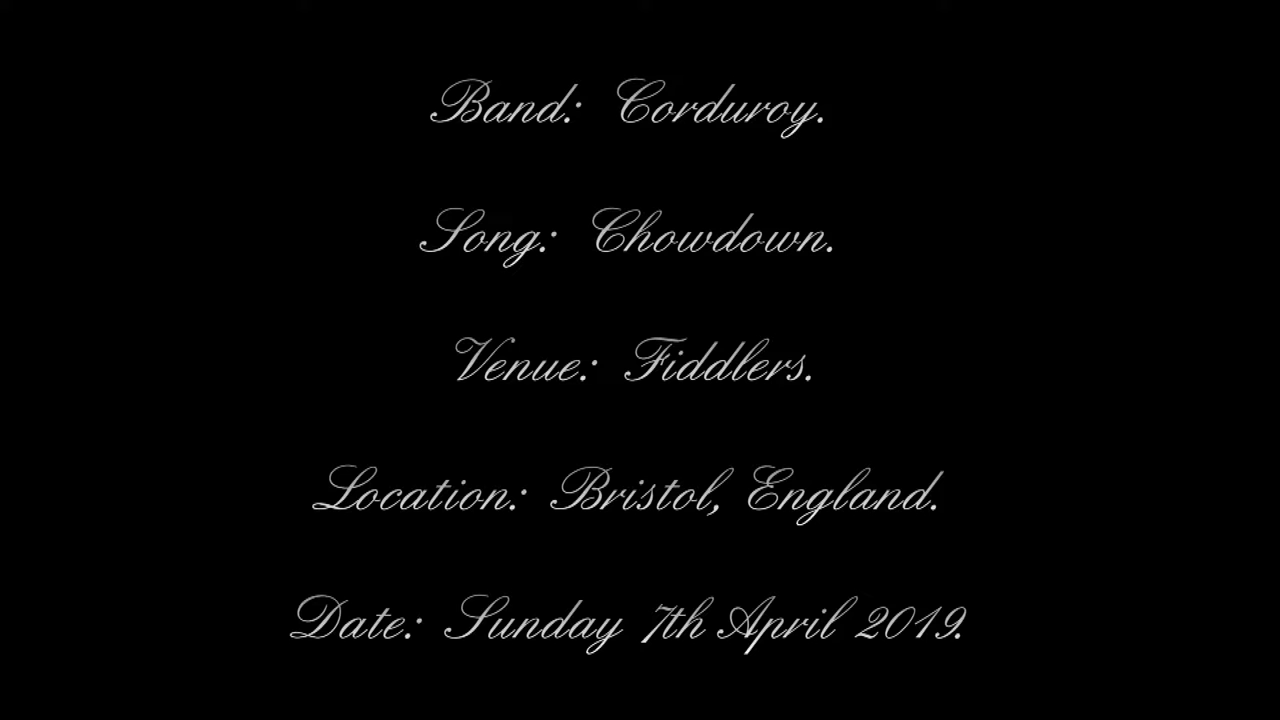 Band: Corduroy.
Song: Chowdown.
Venue: Fiddlers.
Location: Bristol, England.
Date: Sunday 7th April 2019.